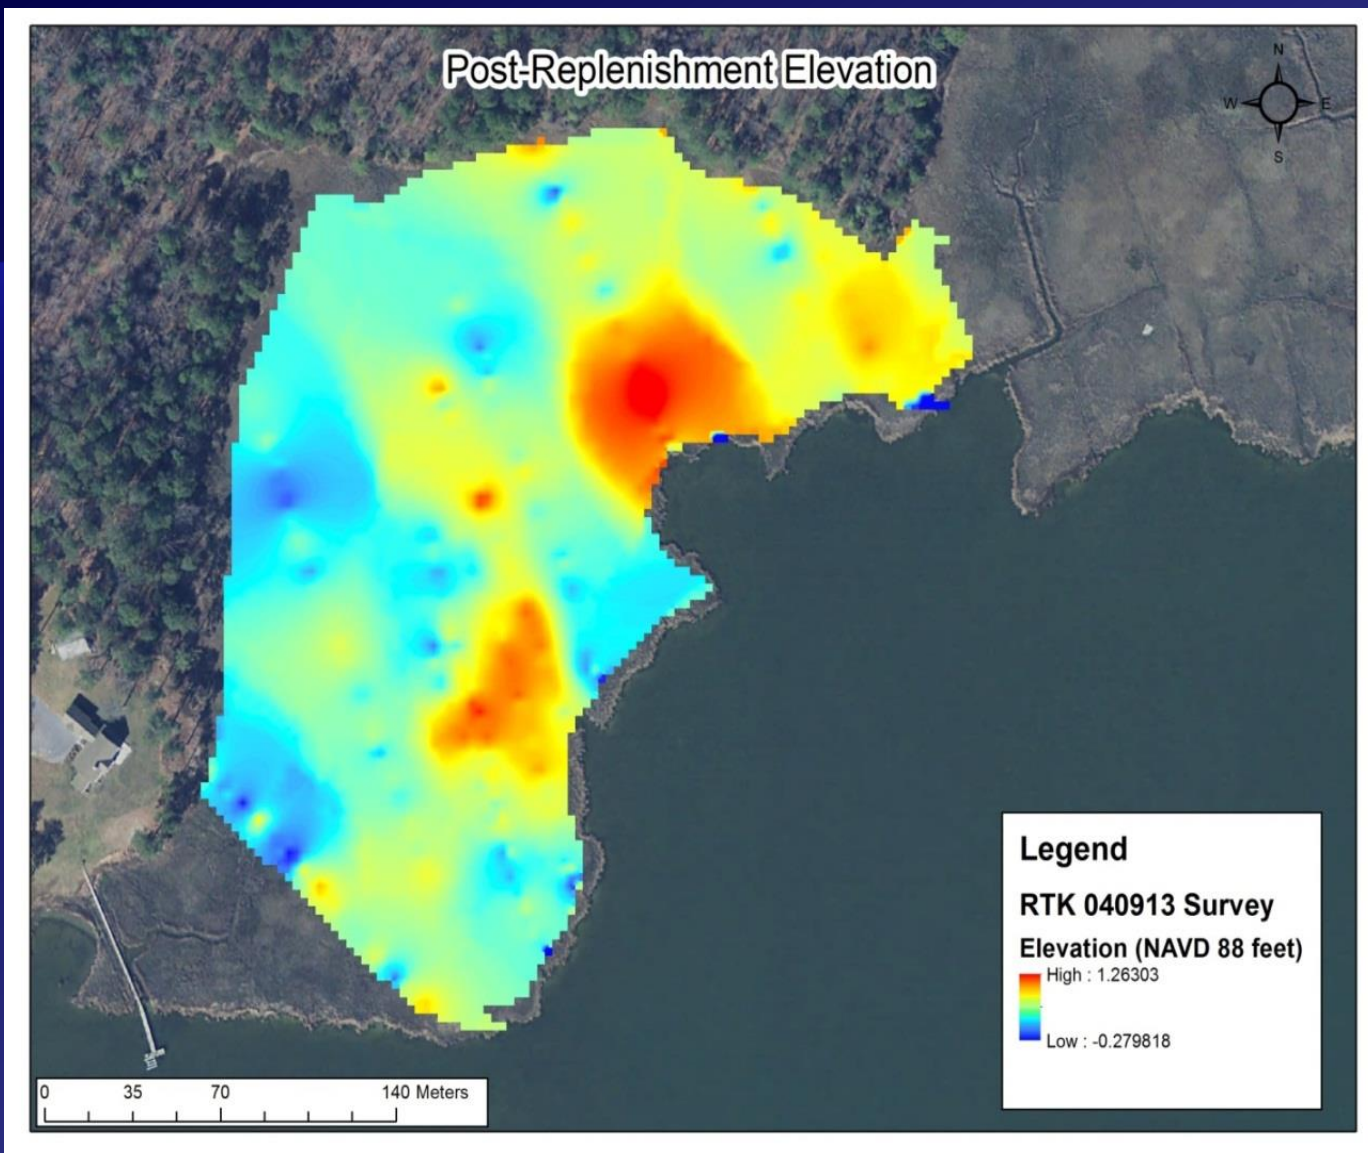 Post-Replenishment Elevation
N
W E
S
Legend
RTK 040913 Survey
Elevation (NAVD 88 feet)
High : 1.26303
Low : -0.279818
0 35 70 140 Meters